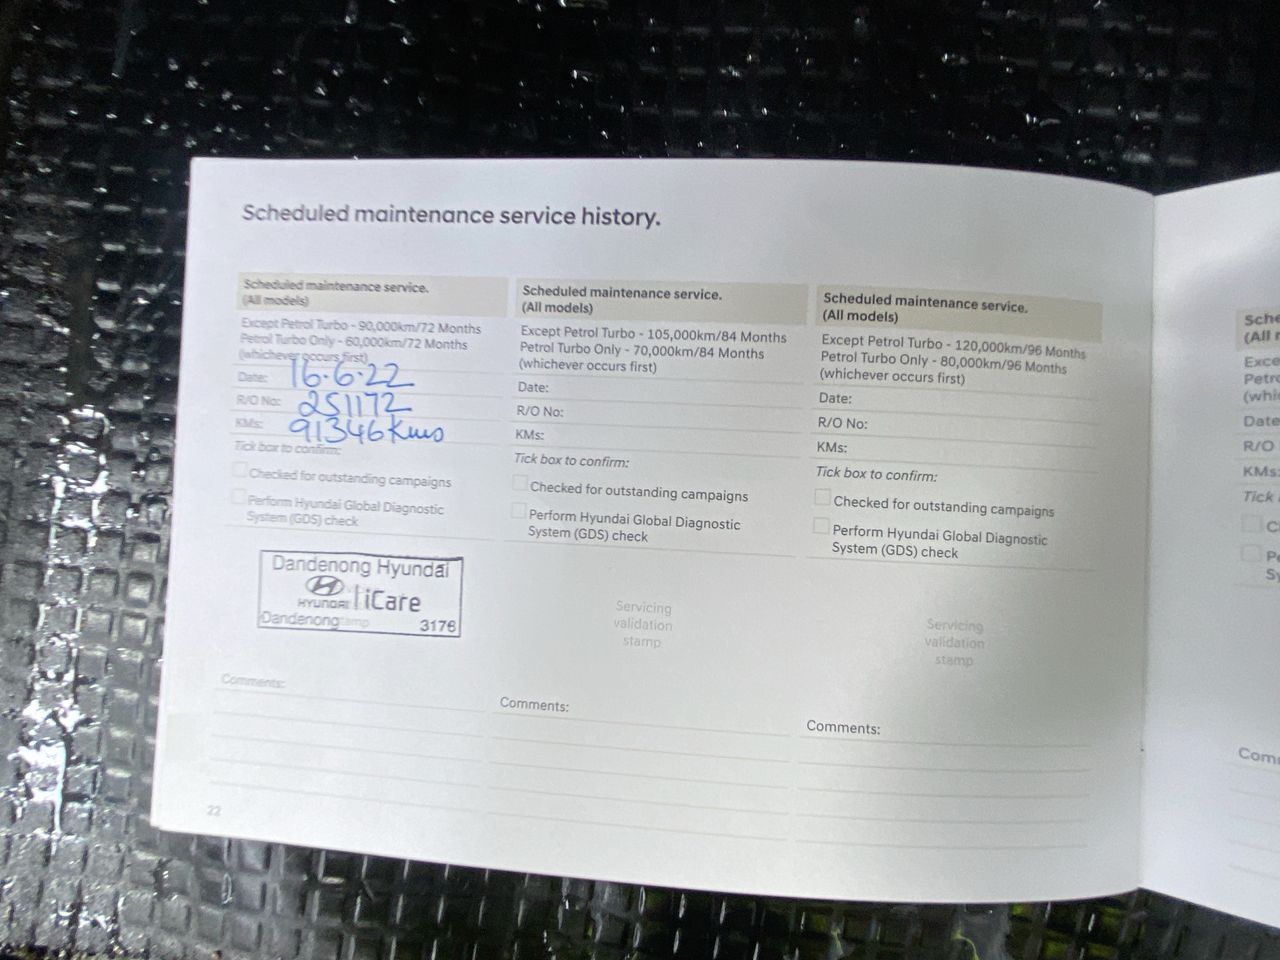 Scheduled maintenance service history.
Scheduled maintenance service.
(All models)
Except Petrol Turbo - 90,000km/72 Months
Petrol Turbo Only - 60,000km/72 Months
(whichever occurs first)
Date: 16.6.22
R/O No: 251172
KMs: 91346 Kms
Tick box to confirm:
Checked for outstanding campaigns
Perform Hyundai Global Diagnostic
System (GDS) check
Dandenong Hyundai
HYUNDAI iCare
Dandenong 3176
Comments:
22
Scheduled maintenance service.
(All models)
Except Petrol Turbo - 105,000km/84 Months
Petrol Turbo Only - 70,000km/84 Months
(whichever occurs first)
Date:
R/O No:
KMs:
Tick box to confirm:
Checked for outstanding campaigns
Perform Hyundai Global Diagnostic
System (GDS) check
Servicing
validation
stamp
Comments:
Scheduled maintenance service.
(All models)
Except Petrol Turbo - 120,000km/96 Months
Petrol Turbo Only - 80,000km/96 Months
(whichever occurs first)
Date:
R/O No:
KMs:
Tick box to confirm:
Checked for outstanding campaigns
Perform Hyundai Global Diagnostic
System (GDS) check
Servicing
validation
stamp
Comments:
Date
R/O
KMs:
Tick